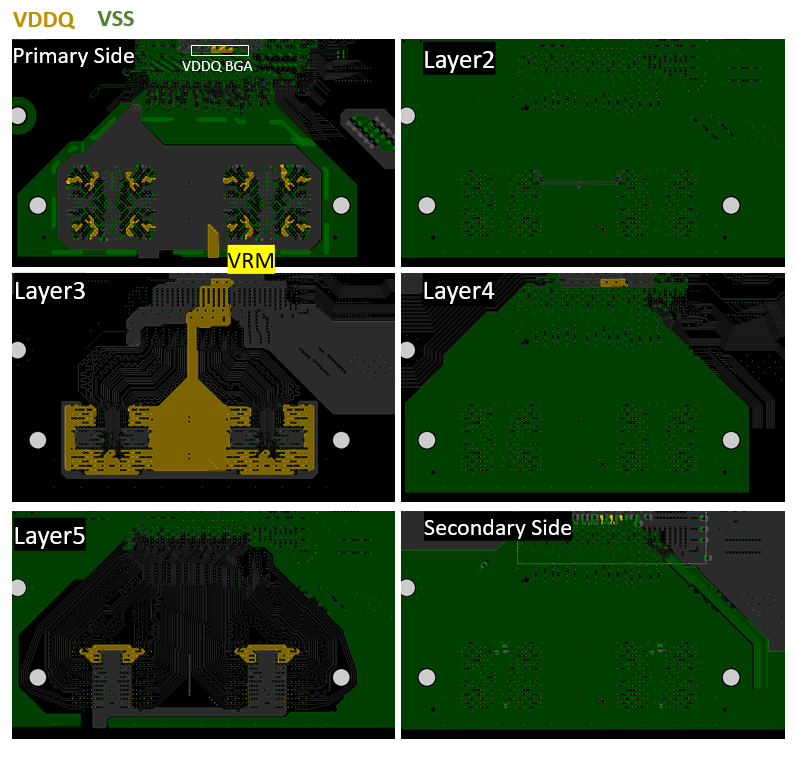 VDDQ VSS
Primary Side
VDDQ BGA
Layer2
VRM
Layer3
Layer4
Layer5
Secondary Side